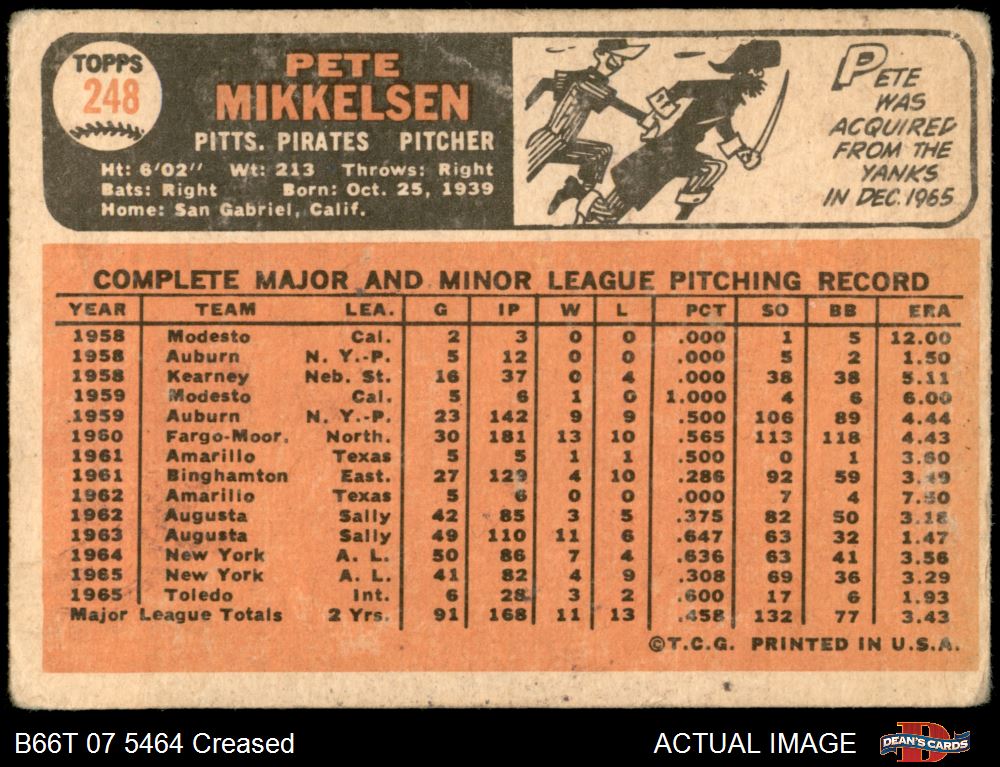 TOPPS
248
PETE
MIKKELSEN
PITTS. PIRATES PITCHER
Ht: 6'02" Wt: 213 Throws: Right
Bats: Right Born: Oct. 25, 1939
Home: San Gabriel, Calif.
PETE
WAS
ACQUIRED
FROM THE
YANKS
IN DEC. 1965
COMPLETE MAJOR AND MINOR LEAGUE PITCHING RECORD
YEAR TEAM LEA. G IP W L PCT SO BB ERA
1958 Modesto Cal. 2 3 0 0 .000 1 5 12.00
1958 Auburn N. Y.-P. 5 12 0 0 .000 5 2 1.50
1958 Kearney Neb. St. 16 37 0 4 .000 38 38 5.11
1959 Modesto Cal. 5 6 1 0 1.000 4 6 6.00
1959 Auburn N. Y.-P. 23 142 9 9 .500 106 89 4.44
1960 Fargo-Moor. North. 30 181 13 10 .565 113 118 4.43
1961 Amarillo Texas 5 5 1 1 .500 0 1 3.60
1961 Binghamton East. 27 129 4 10 .286 92 59 3.49
1962 Amarillo Texas 5 6 0 0 .000 7 4 7.50
1962 Augusta Sally 42 85 3 5 .375 82 50 3.18
1963 Augusta Sally 49 110 11 6 .647 63 32 1.47
1964 New York A. L. 50 86 7 4 .636 63 41 3.56
1965 New York A. L. 41 82 4 9 .308 69 36 3.29
1965 Toledo Int. 6 28 3 2 .600 17 6 1.93
Major League Totals 2 Yrs. 91 168 11 13 .458 132 77 3.43
©T.C.G. PRINTED IN U.S.A.
B66T 07 5464 Creased
ACTUAL IMAGE
D
DEAN'S CARDS